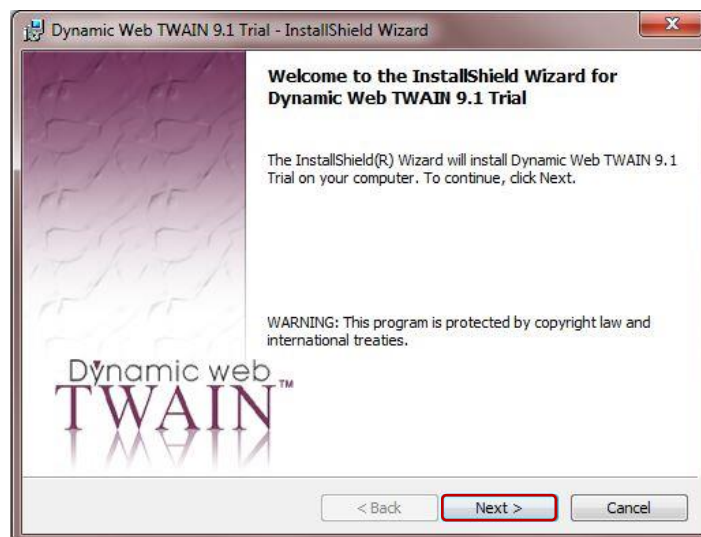 Dynamic Web TWAIN 9.1 Trial - InstallShield Wizard
X
Welcome to the InstallShield Wizard for
Dynamic Web TWAIN 9.1 Trial
The InstallShield(R) Wizard will install Dynamic Web TWAIN 9.1
Trial on your computer. To continue, click Next.
WARNING: This program is protected by copyright law and
international treaties.
Dynamic web
TWAIN™
< Back Next > Cancel